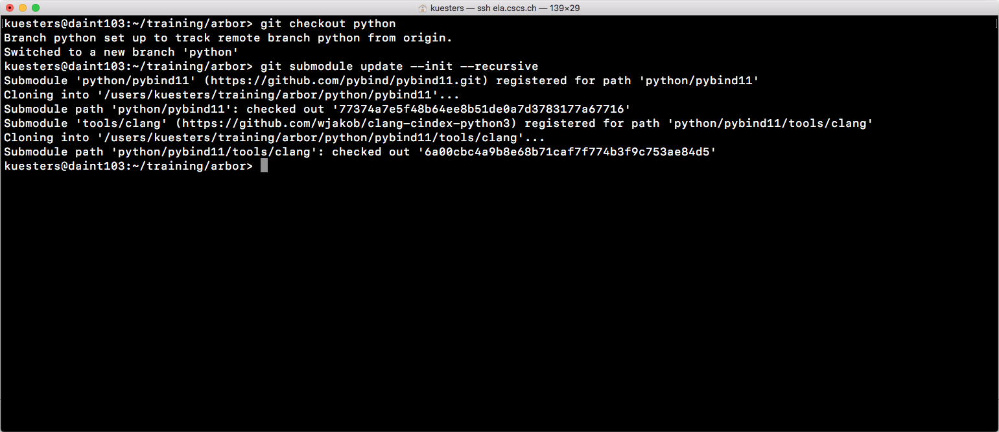 kuesters — ssh ela.cscs.ch — 139×29
[kuesters@daint103:~/training/arbor> git checkout python ]
Branch python set up to track remote branch python from origin.
Switched to a new branch 'python'
kuesters@daint103:~/training/arbor> git submodule update --init --recursive
Submodule 'python/pybind11' (https://github.com/pybind/pybind11.git) registered for path 'python/pybind11'
Cloning into '/users/kuesters/training/arbor/python/pybind11'...
Submodule path 'python/pybind11': checked out '77374a7e5f48b64ee8b51de0a7d3783177a67716'
Submodule 'tools/clang' (https://github.com/wjakob/clang-cindex-python3) registered for path 'python/pybind11/tools/clang'
Cloning into '/users/kuesters/training/arbor/python/pybind11/tools/clang'...
Submodule path 'python/pybind11/tools/clang': checked out '6a00cbc4a9b8e68b71caf7f774b3f9c753ae84d5'
kuesters@daint103:~/training/arbor>